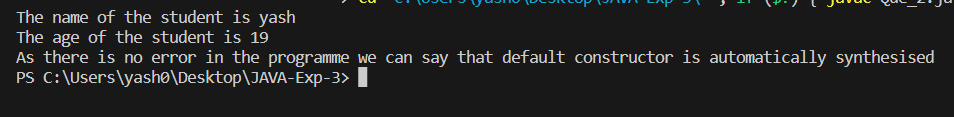 > cd "C:\Users\yash0\Desktop\JAVA-Exp-3\" ; if ($?) { javac Que_2.ja
The name of the student is yash
The age of the student is 19
As there is no error in the programme we can say that default constructor is automatically synthesised
PS C:\Users\yash0\Desktop\JAVA-Exp-3>